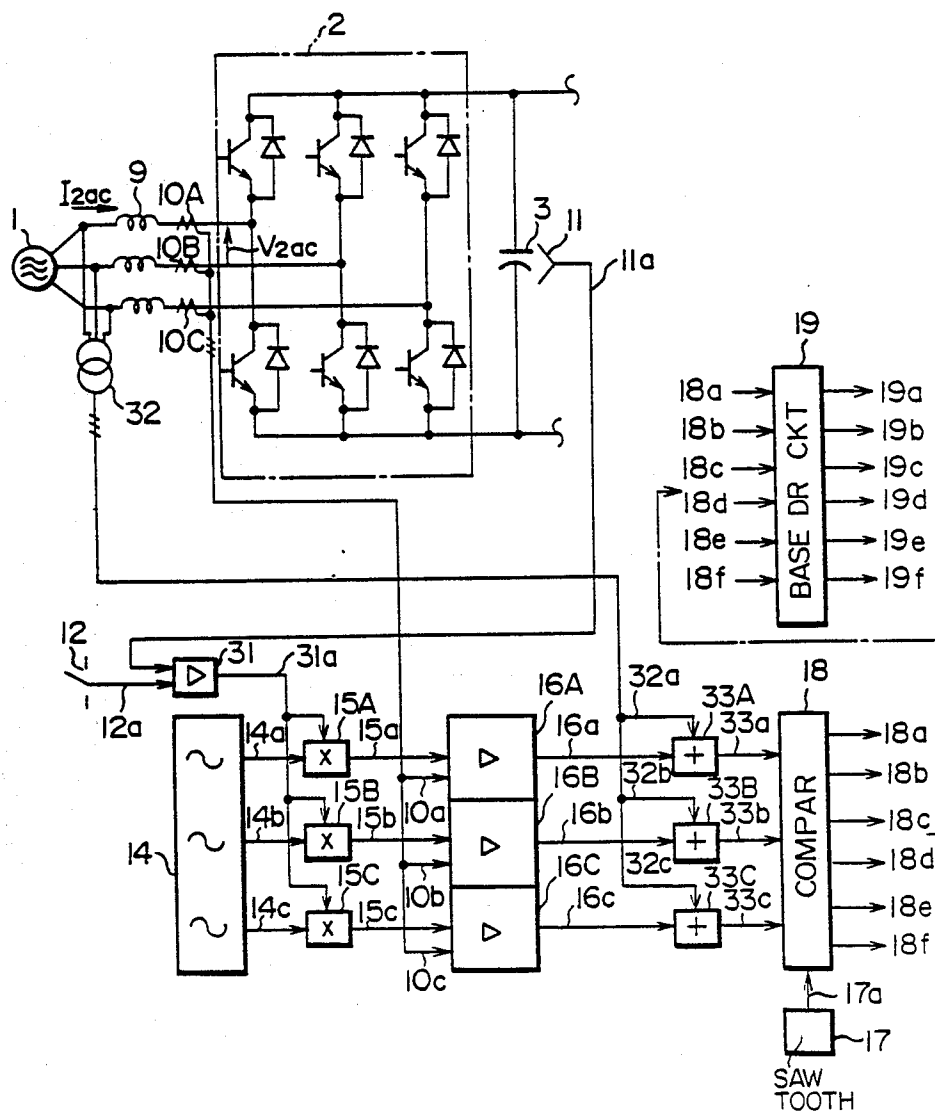 2
9
I2ac
10A
1
10B
V2ac
3
11
11a
10C
32
19
18a
19a
18b
19b
18c
19c
18d
19d
18e
19e
18f
19f
BASE DR CKT
12
31
31a
12a
14a
15A
15a
16A
16a
32a
33A
33a
18
X
+
18a
32b
10a
16B
18b
14b
15B
15b
16b
33B
33b
14
X
+
18c
COMPAR
32c
18d
10b
16C
15C
33C
14c
15c
16c
33c
18e
X
+
18f
10c
17a
17
SAW
TOOTH